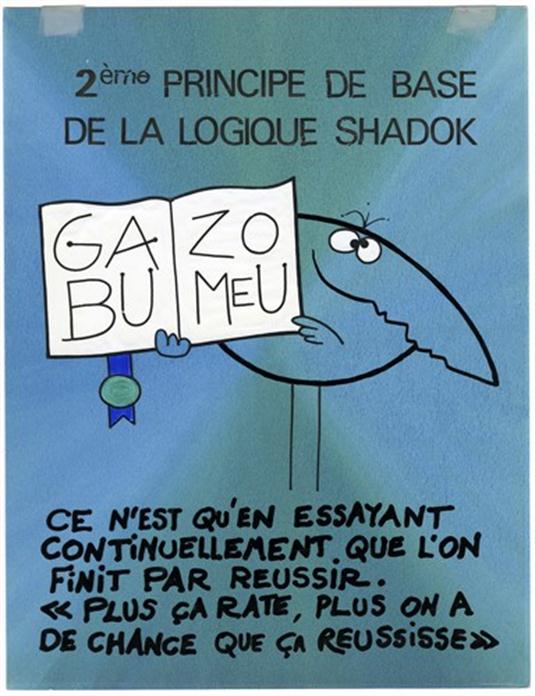 2ème PRINCIPE DE BASE
DE LA LOGIQUE SHADOK
GA ZO
BU MEU
CE N'EST QU'EN ESSAYANT
CONTINUELLEMENT QUE L'ON
FINIT PAR REUSSIR.
« PLUS ÇA RATE, PLUS ON A
DE CHANCE QUE ÇA REUSSISSE»